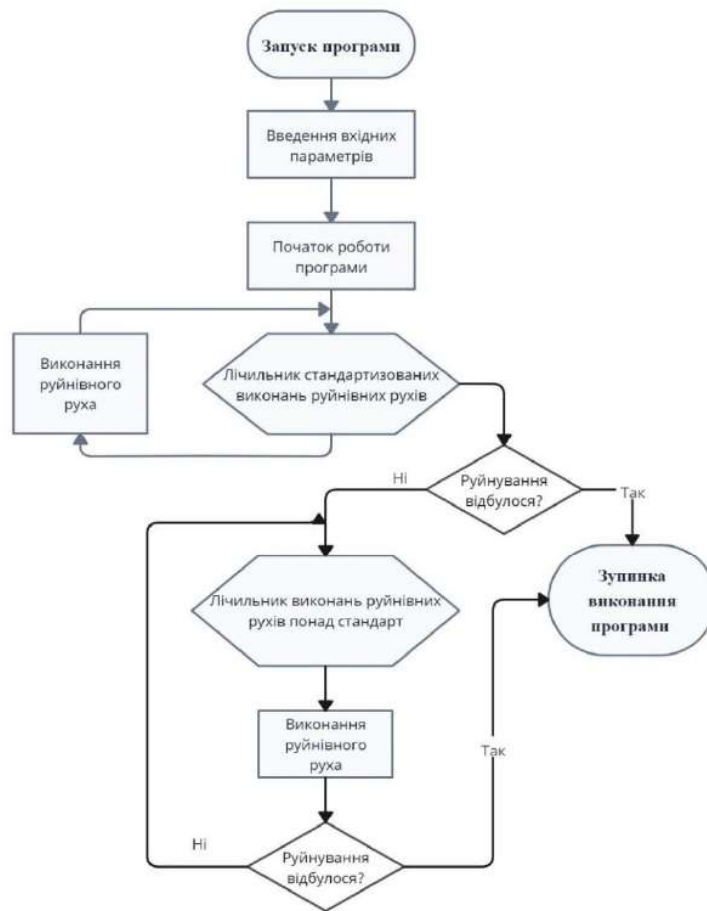 Запуск програми
Введення вхідних
параметрів
Початок роботи
програми
Виконання
руйнівного
руха
Лічильник стандартизованих
виконань руйнівних рухів
Ні
Руйнування
відбулося?
Так
Зупинка
виконання
програми
Лічильник виконань руйнівних
рухів понад стандарт
Виконання
руйнівного
руха
Так
Ні
Руйнування
відбулося?